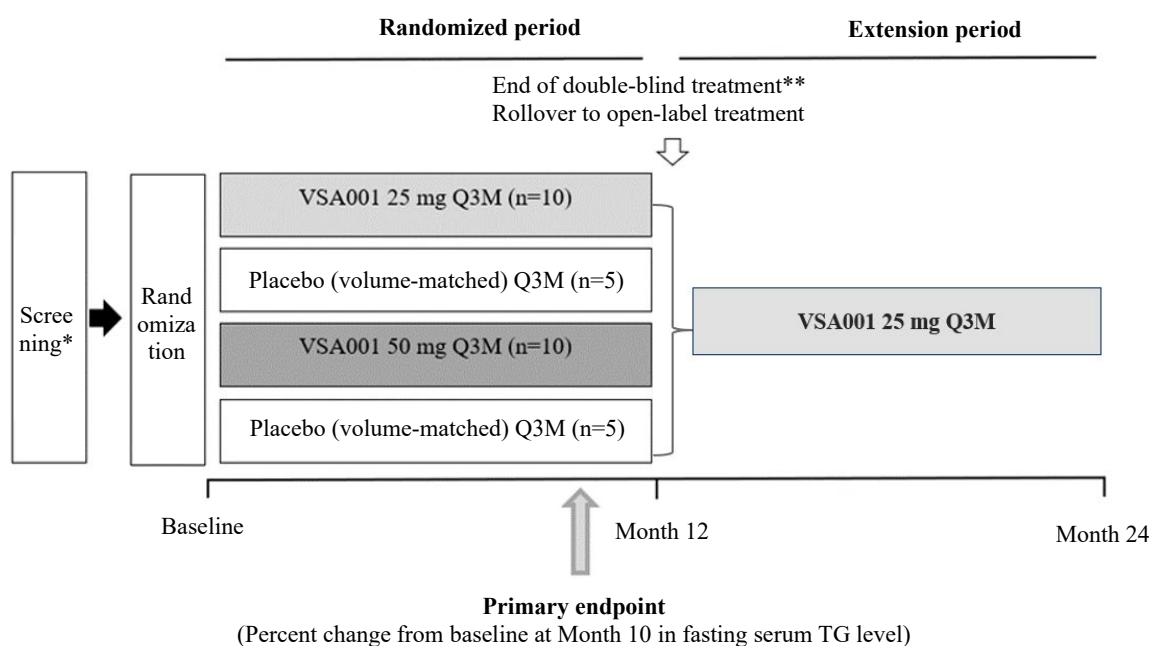 Randomized period
Extension period
End of double-blind treatment**
Rollover to open-label treatment
Scree
ning*
Rand
omiza
tion
VSA001 25 mg Q3M (n=10)
Placebo (volume-matched) Q3M (n=5)
VSA001 50 mg Q3M (n=10)
Placebo (volume-matched) Q3M (n=5)
VSA001 25 mg Q3M
Baseline
Month 12
Month 24
Primary endpoint
(Percent change from baseline at Month 10 in fasting serum TG level)